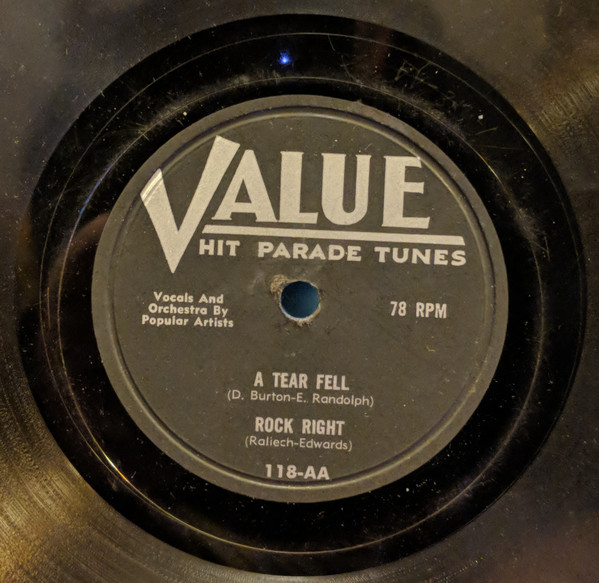 VALUE
HIT PARADE TUNES
Vocals And
Orchestra By
Popular Artists
78 RPM
A TEAR FELL
(D. Burton-E. Randolph)
ROCK RIGHT
(Raliech-Edwards)
118-AA